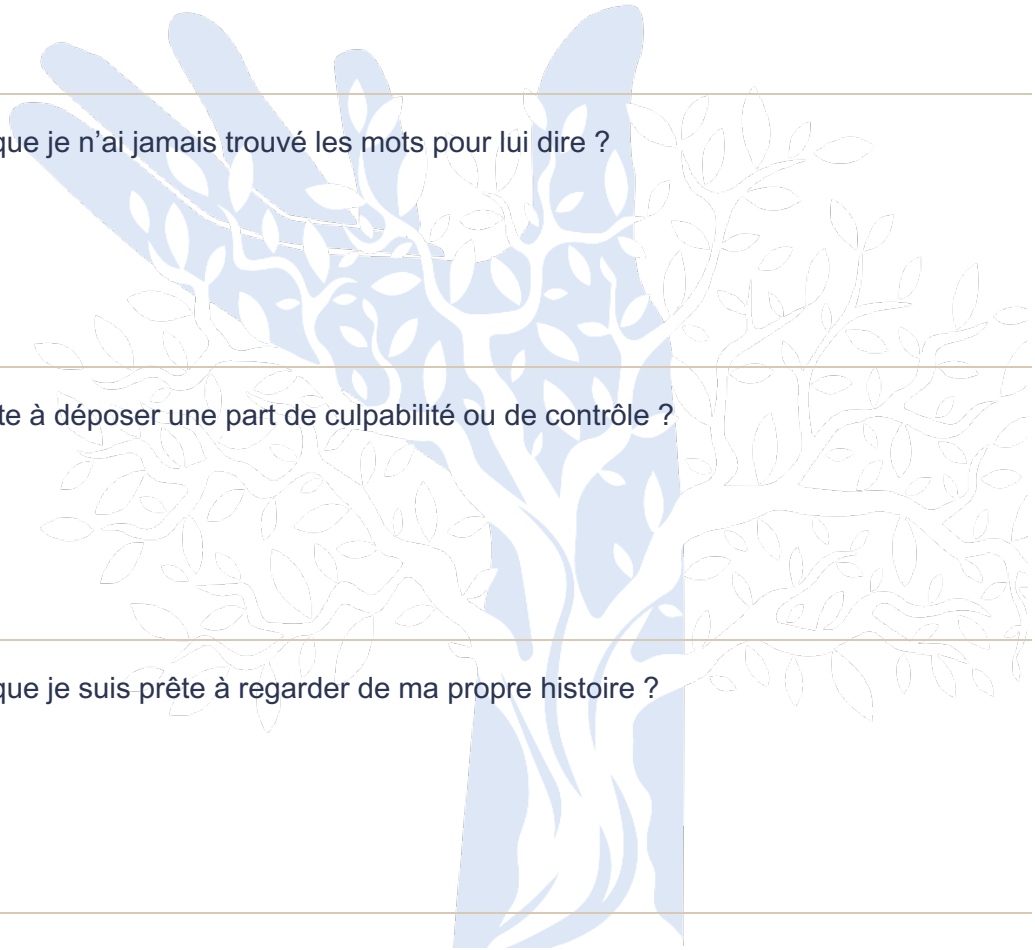 que je n’ai jamais trouvé les mots pour lui dire ?
te à déposer une part de culpabilité ou de contrôle ?
que je suis prête à regarder de ma propre histoire ?